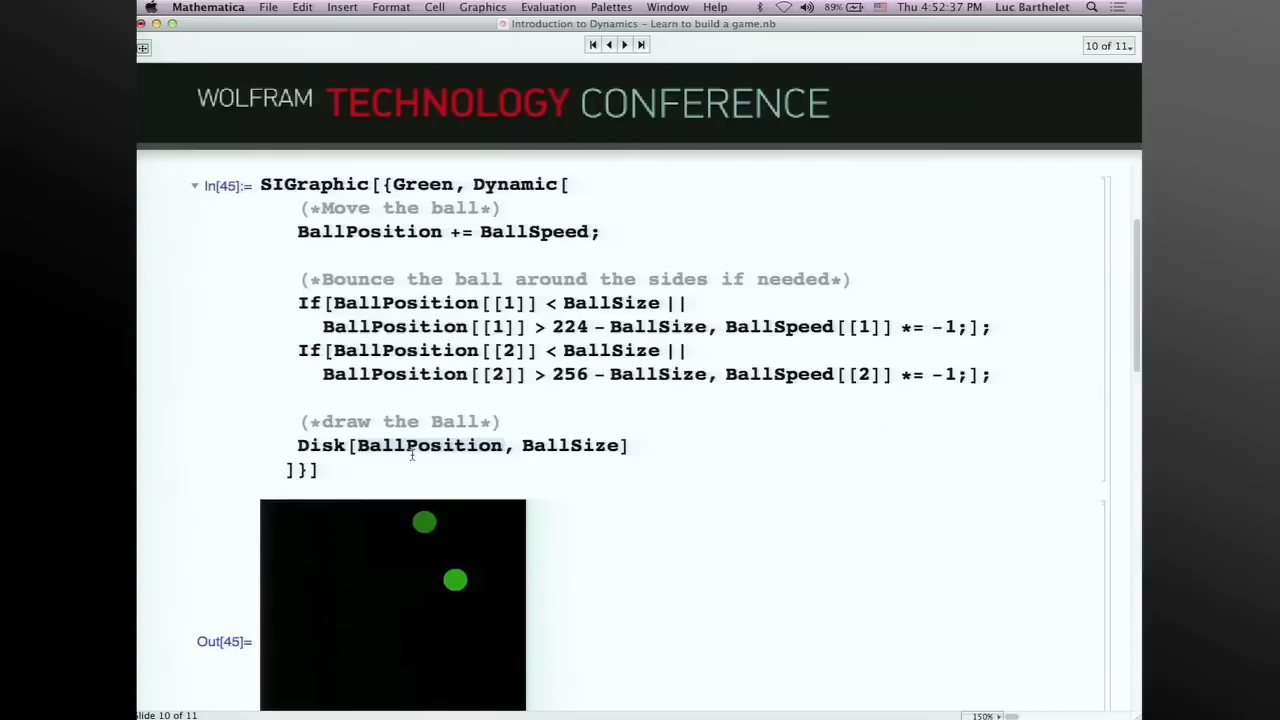 Mathematica File Edit Insert Format Cell Graphics Evaluation Palettes Window Help 89% Thu 4:52:37 PM Luc Barthelet
Introduction to Dynamics - Learn to build a game.nb
10 of 11
WOLFRAM TECHNOLOGY CONFERENCE
In[45]:= SIGraphic[{Green, Dynamic[
(*Move the ball*)
BallPosition += BallSpeed;
(*Bounce the ball around the sides if needed*)
If[BallPosition[[1]] < BallSize ||
BallPosition[[1]] > 224 - BallSize, BallSpeed[[1]] *= -1;];
If[BallPosition[[2]] < BallSize ||
BallPosition[[2]] > 256 - BallSize, BallSpeed[[2]] *= -1;];
(*draw the Ball*)
Disk[BallPosition, BallSize]
]}]
Out[45]=
Slide 10 of 11
150%